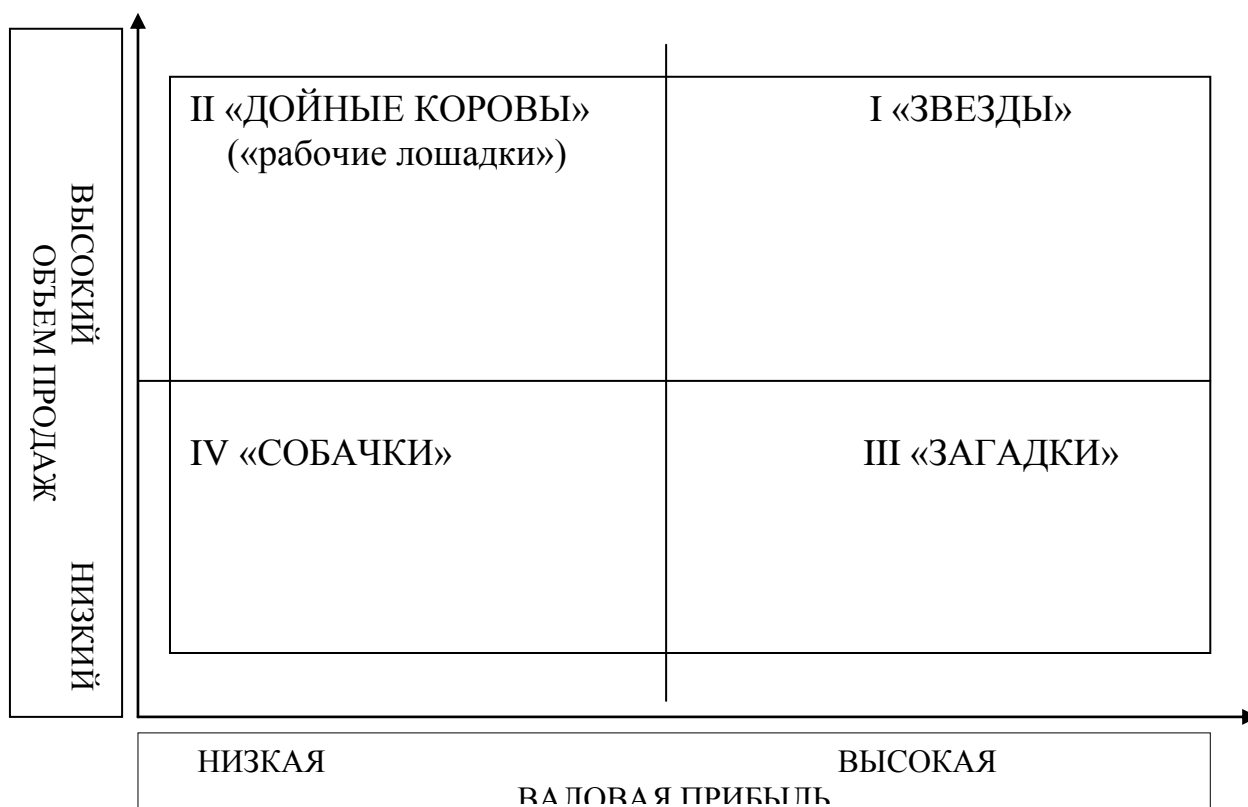 II «ДОЙНЫЕ КОРОВЫ»
(«рабочие лошадки»)
I «ЗВЕЗДЫ»
ВЫСОКИЙ
ОБЪЕМ ПРОДАЖ
НИЗКИЙ
IV «СОБАЧКИ»
III «ЗАГАДКИ»
НИЗКАЯ
ВЫСОКАЯ
ВАЛОВАЯ ПРИБЫЛЬ